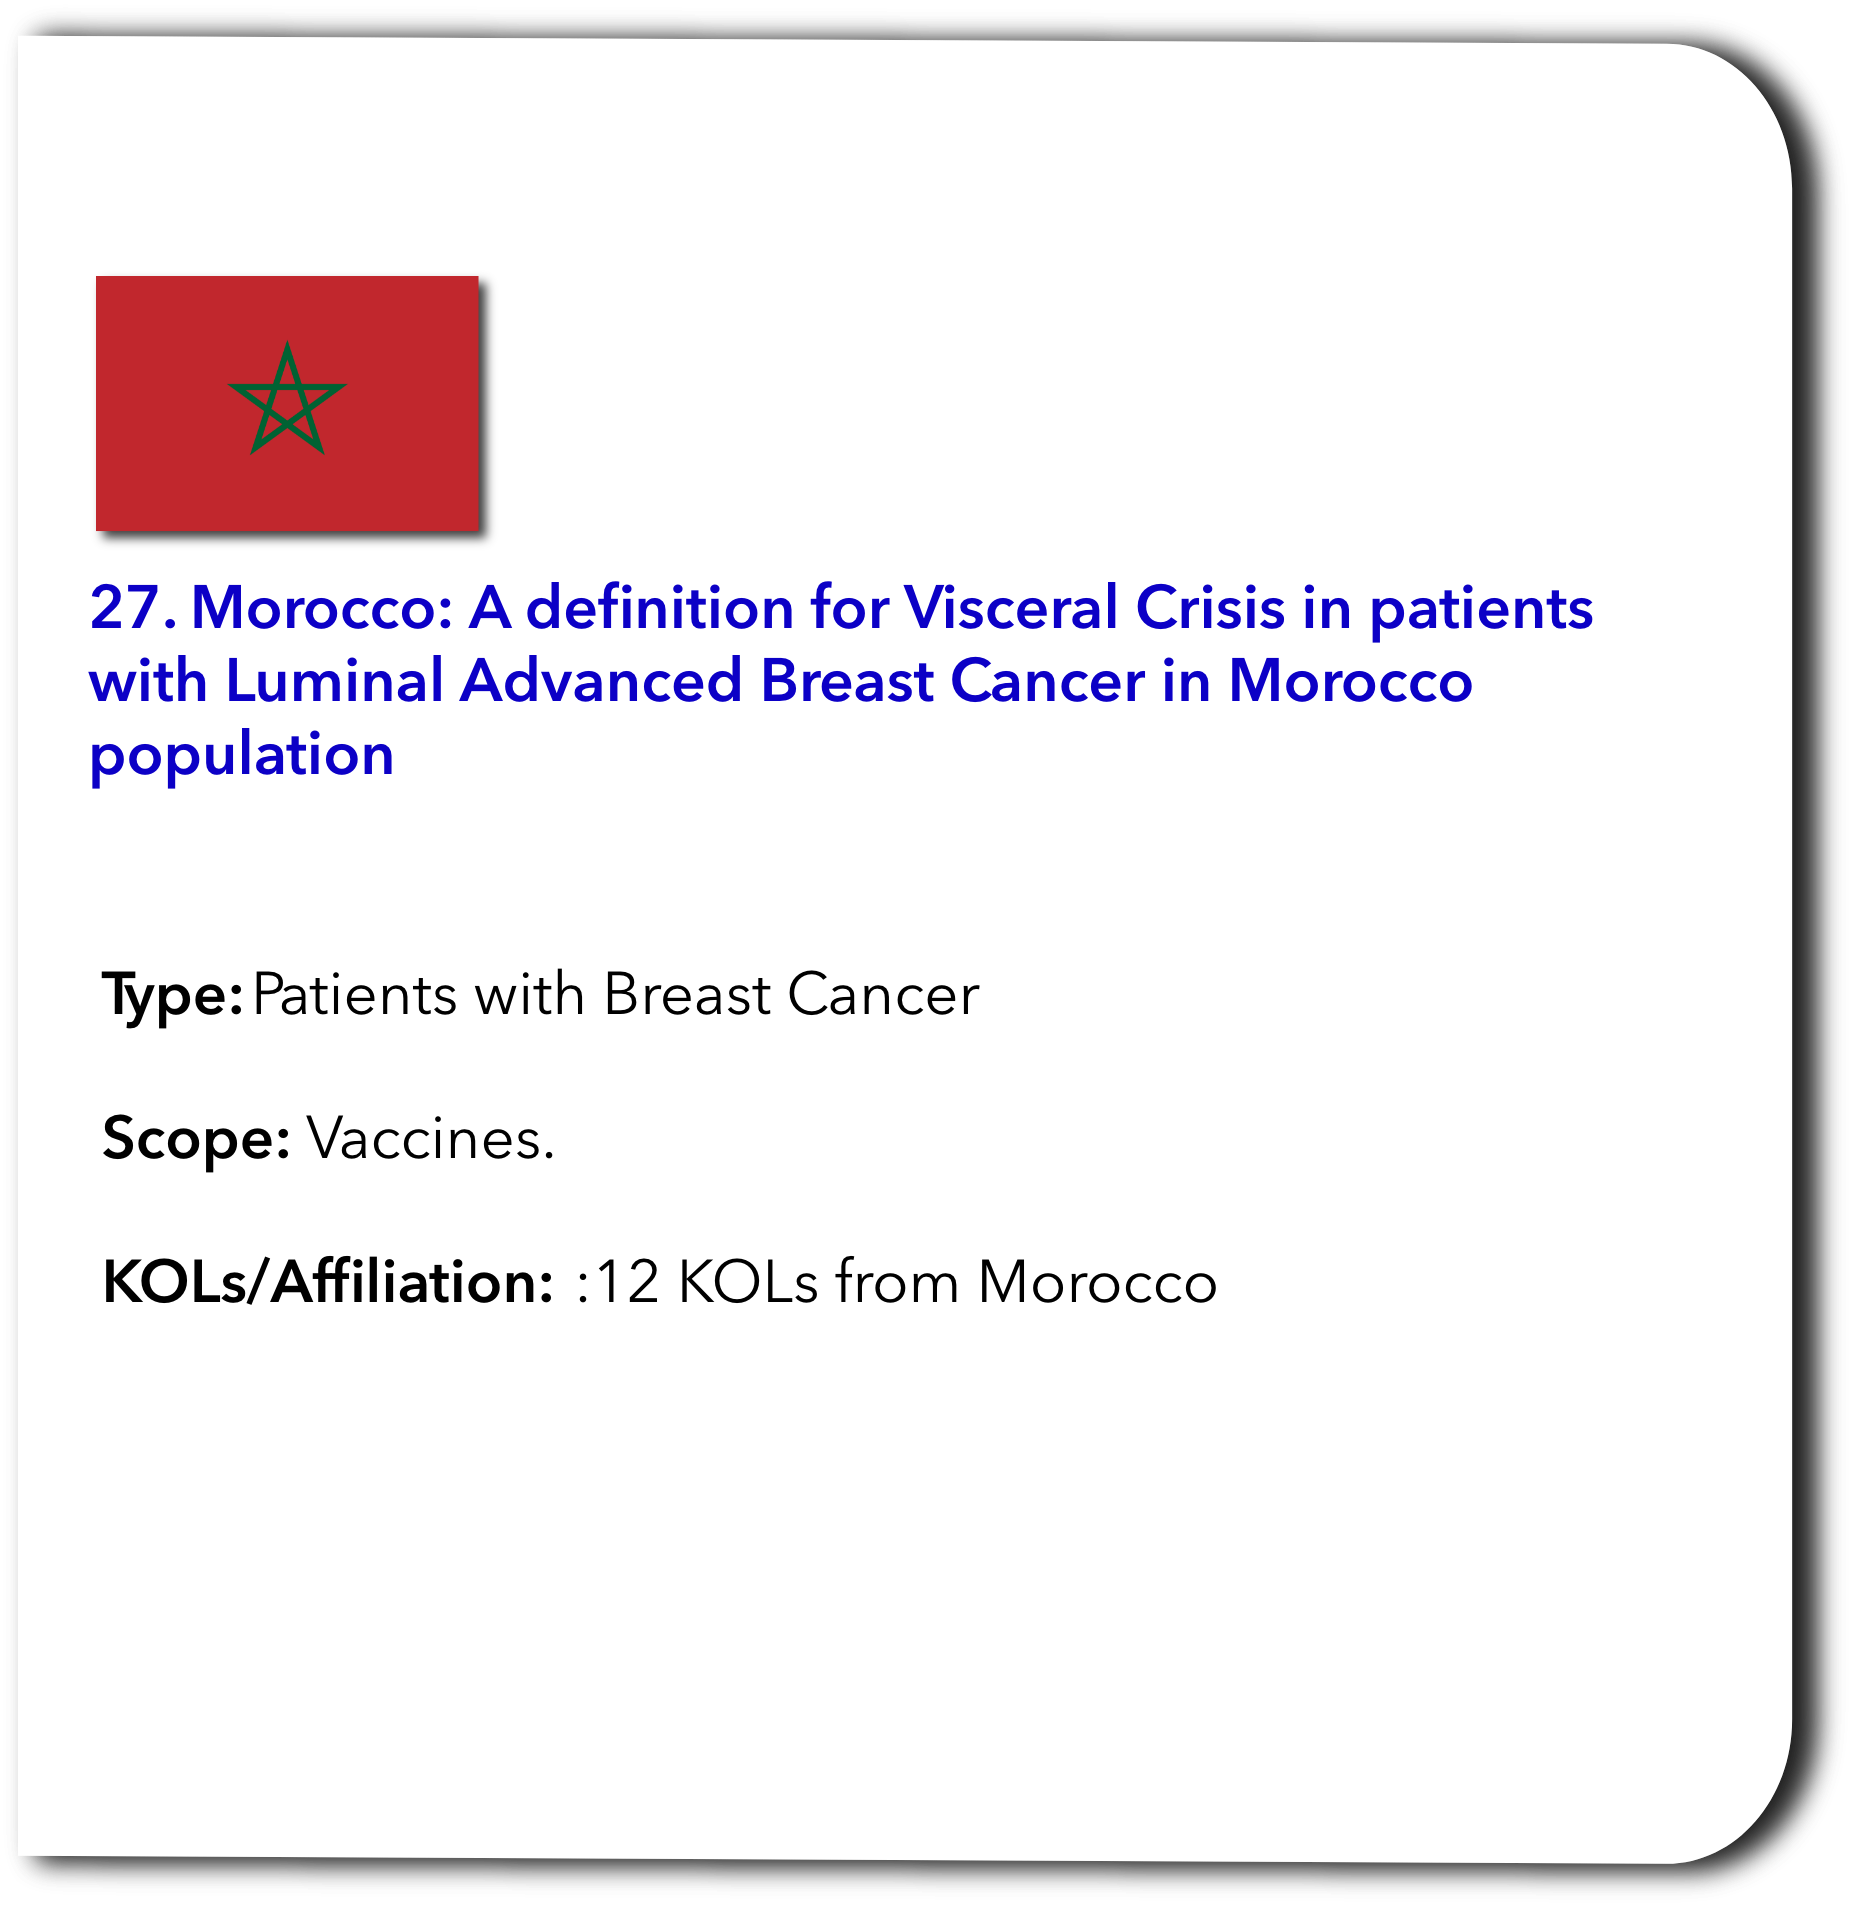 27. Morocco: A definition for Visceral Crisis in patients
with Luminal Advanced Breast Cancer in Morocco
population
Type: Patients with Breast Cancer
Scope: Vaccines.
KOLs/Affiliation: :12 KOLs from Morocco